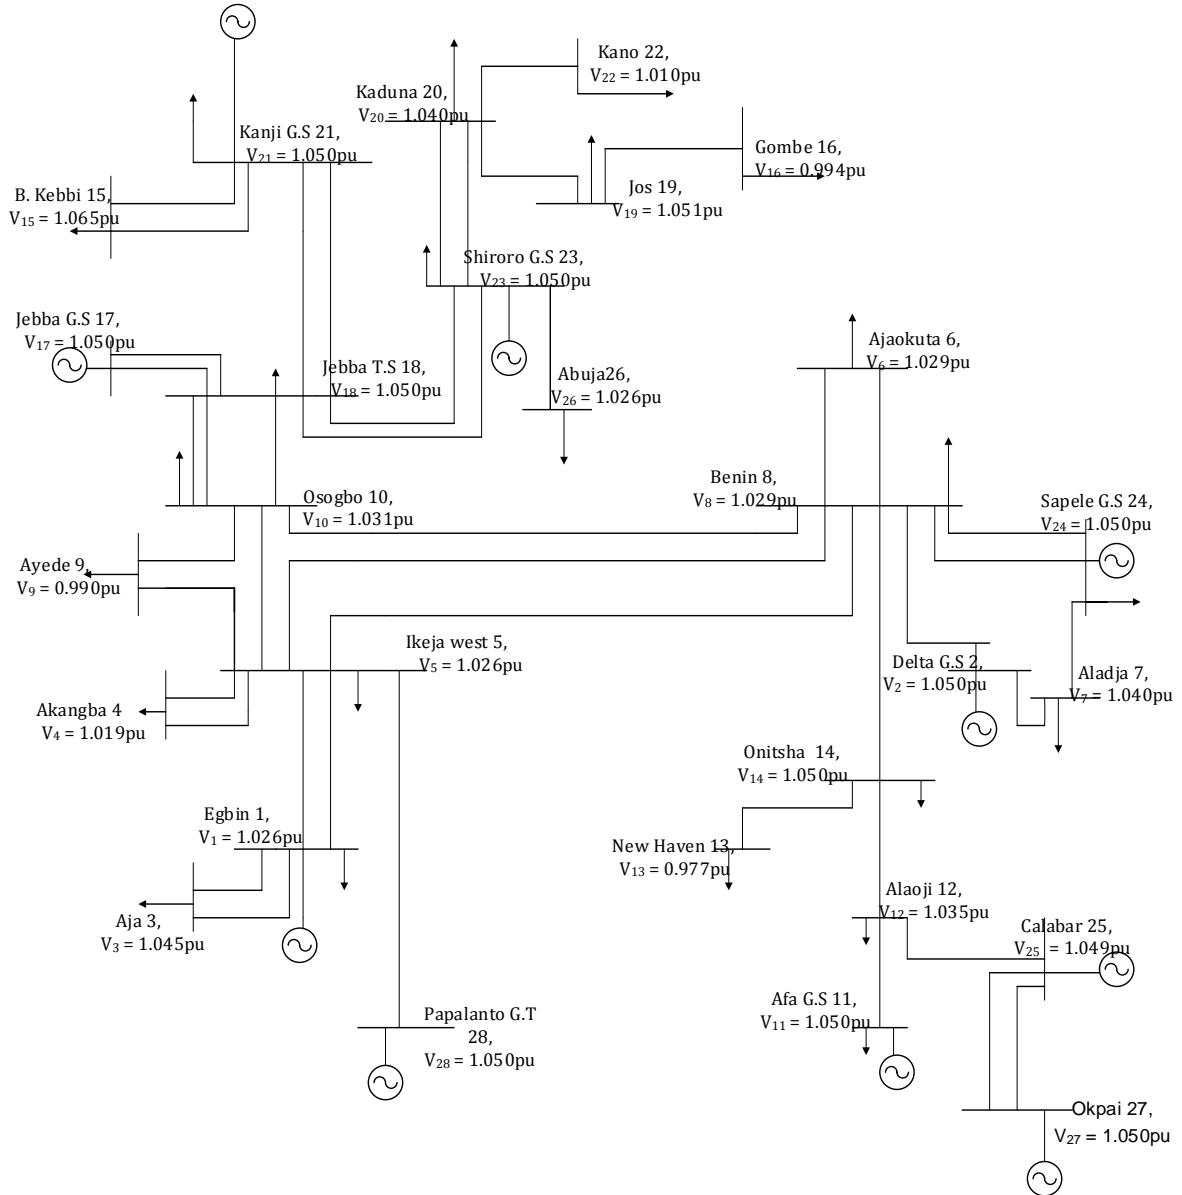 Kano 22,
V₂₂ = 1.010pu
Kaduna 20,
V₂₀ = 1.040pu
Kanji G.S 21,
V₂₁ = 1.050pu
Gombe 16,
V₁₆ = 0.994pu
B. Kebbi 15,
V₁₅ = 1.065pu
Jos 19,
V₁₉ = 1.051pu
Shiroro G.S 23,
V₂₃ = 1.050pu
Jebba G.S 17,
V₁₇ = 1.050pu
Jebba T.S 18,
V₁₈ = 1.050pu
Abuja26,
V₂₆ = 1.026pu
Ajaokuta 6,
V₆ = 1.029pu
Benin 8,
V₈ = 1.029pu
Osogbo 10,
V₁₀ = 1.031pu
Sapele G.S 24,
V₂₄ = 1.050pu
Ayede 9,
V₉ = 0.990pu
Ikeja west 5,
V₅ = 1.026pu
Delta G.S 2,
V₂ = 1.050pu
Aladja 7,
V₇ = 1.040pu
Akangba 4
V₄ = 1.019pu
Onitsha 14,
V₁₄ = 1.050pu
Egbin 1,
V₁ = 1.026pu
New Haven 13,
V₁₃ = 0.977pu
Alaoji 12,
V₁₂ = 1.035pu
Aja 3,
V₃ = 1.045pu
Calabar 25,
V₂₅ = 1.049pu
Afa G.S 11,
V₁₁ = 1.050pu
Papalanto G.T
28,
V₂₈ = 1.050pu
Okpai 27,
V₂₇ = 1.050pu